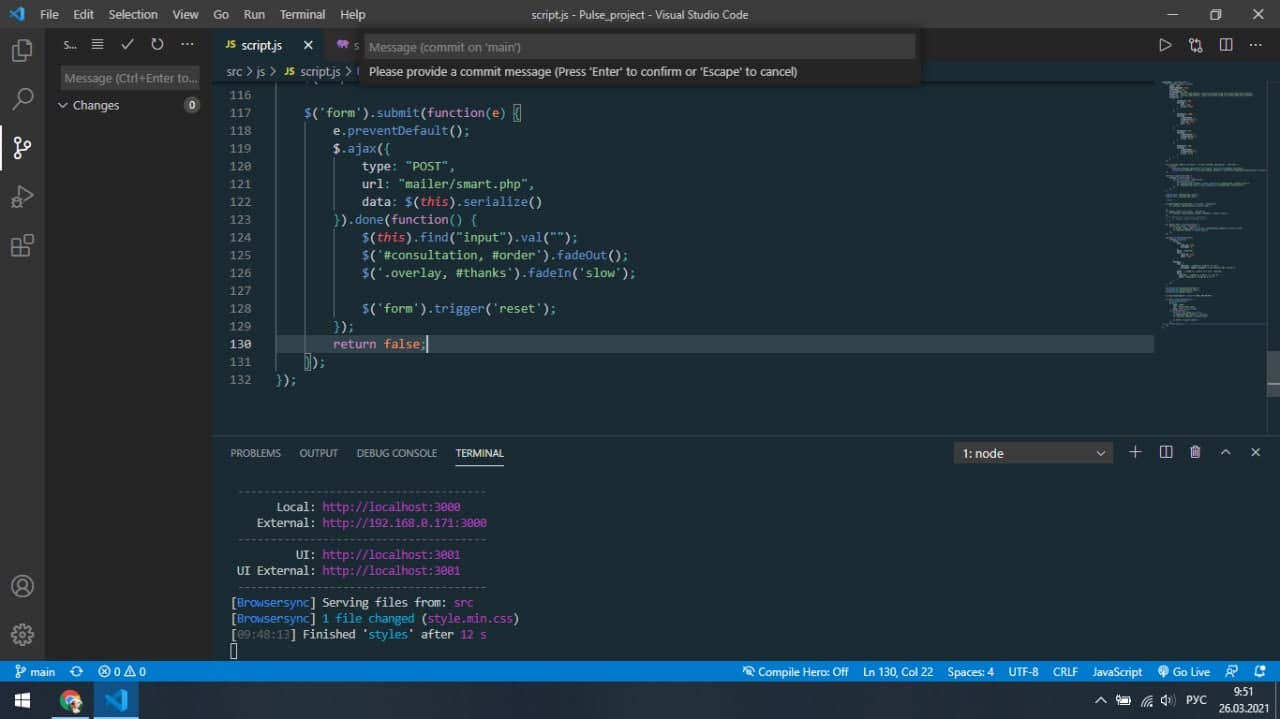 File Edit Selection View Go Run Terminal Help
script.js - Pulse_project - Visual Studio Code
S...
JS script.js
s
Message (commit on 'main')
Please provide a commit message (Press 'Enter' to confirm or 'Escape' to cancel)
src > js > JS script.js >
Message (Ctrl+Enter to...
Changes 0
116
117 $('form').submit(function(e) {
118 e.preventDefault();
119 $.ajax({
120 type: "POST",
121 url: "mailer/smart.php",
122 data: $(this).serialize()
123 }).done(function() {
124 $(this).find("input").val("");
125 $('#consultation, #order').fadeOut();
126 $('.overlay, #thanks').fadeIn('slow');
127
128 $('form').trigger('reset');
129 });
130 return false;
131 });
132 });
PROBLEMS OUTPUT DEBUG CONSOLE TERMINAL
1: node
--------------------------------------
Local: http://localhost:3000
External: http://192.168.0.171:3000
--------------------------------------
UI: http://localhost:3001
UI External: http://localhost:3001
--------------------------------------
[Browsersync] Serving files from: src
[Browsersync] 1 file changed (style.min.css)
[09:48:13] Finished 'styles' after 12 s
main 0 0 Compile Hero: Off Ln 130, Col 22 Spaces: 4 UTF-8 CRLF JavaScript Go Live
РУС
9:51
26.03.2021